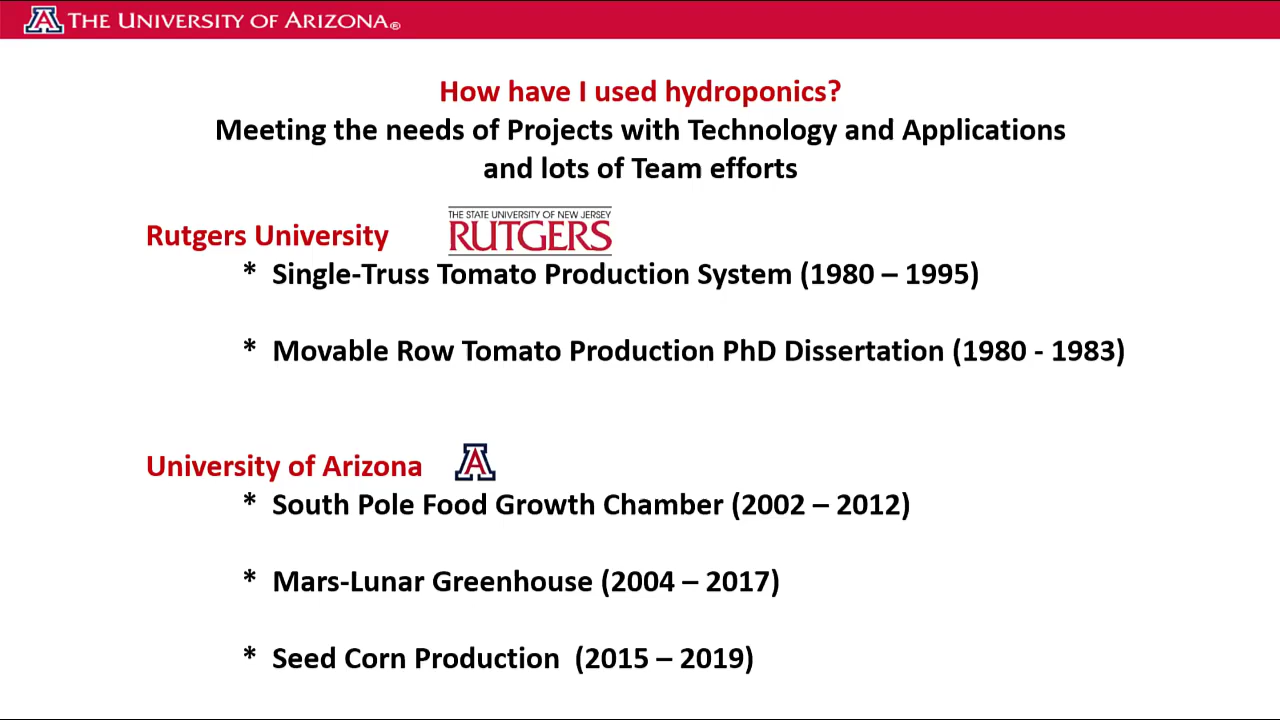 A THE UNIVERSITY OF ARIZONA®
How have I used hydroponics?
Meeting the needs of Projects with Technology and Applications
and lots of Team efforts
THE STATE UNIVERSITY OF NEW JERSEY
Rutgers University RUTGERS
* Single-Truss Tomato Production System (1980 – 1995)
* Movable Row Tomato Production PhD Dissertation (1980 - 1983)
University of Arizona A
* South Pole Food Growth Chamber (2002 – 2012)
* Mars-Lunar Greenhouse (2004 – 2017)
* Seed Corn Production (2015 – 2019)